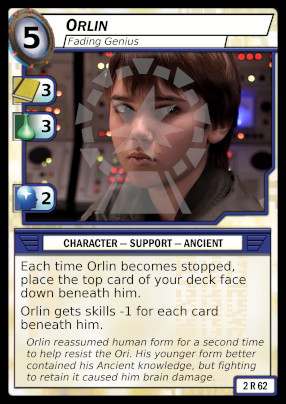 5
ORLIN
Fading Genius
3
3
2
CHARACTER – SUPPORT – ANCIENT
Each time Orlin becomes stopped,
place the top card of your deck face
down beneath him.
Orlin gets skills -1 for each card
beneath him.
Orlin reassumed human form for a second time
to help resist the Ori. His younger form better
contained his Ancient knowledge, but fighting
to retain it caused him brain damage.
2 R 62